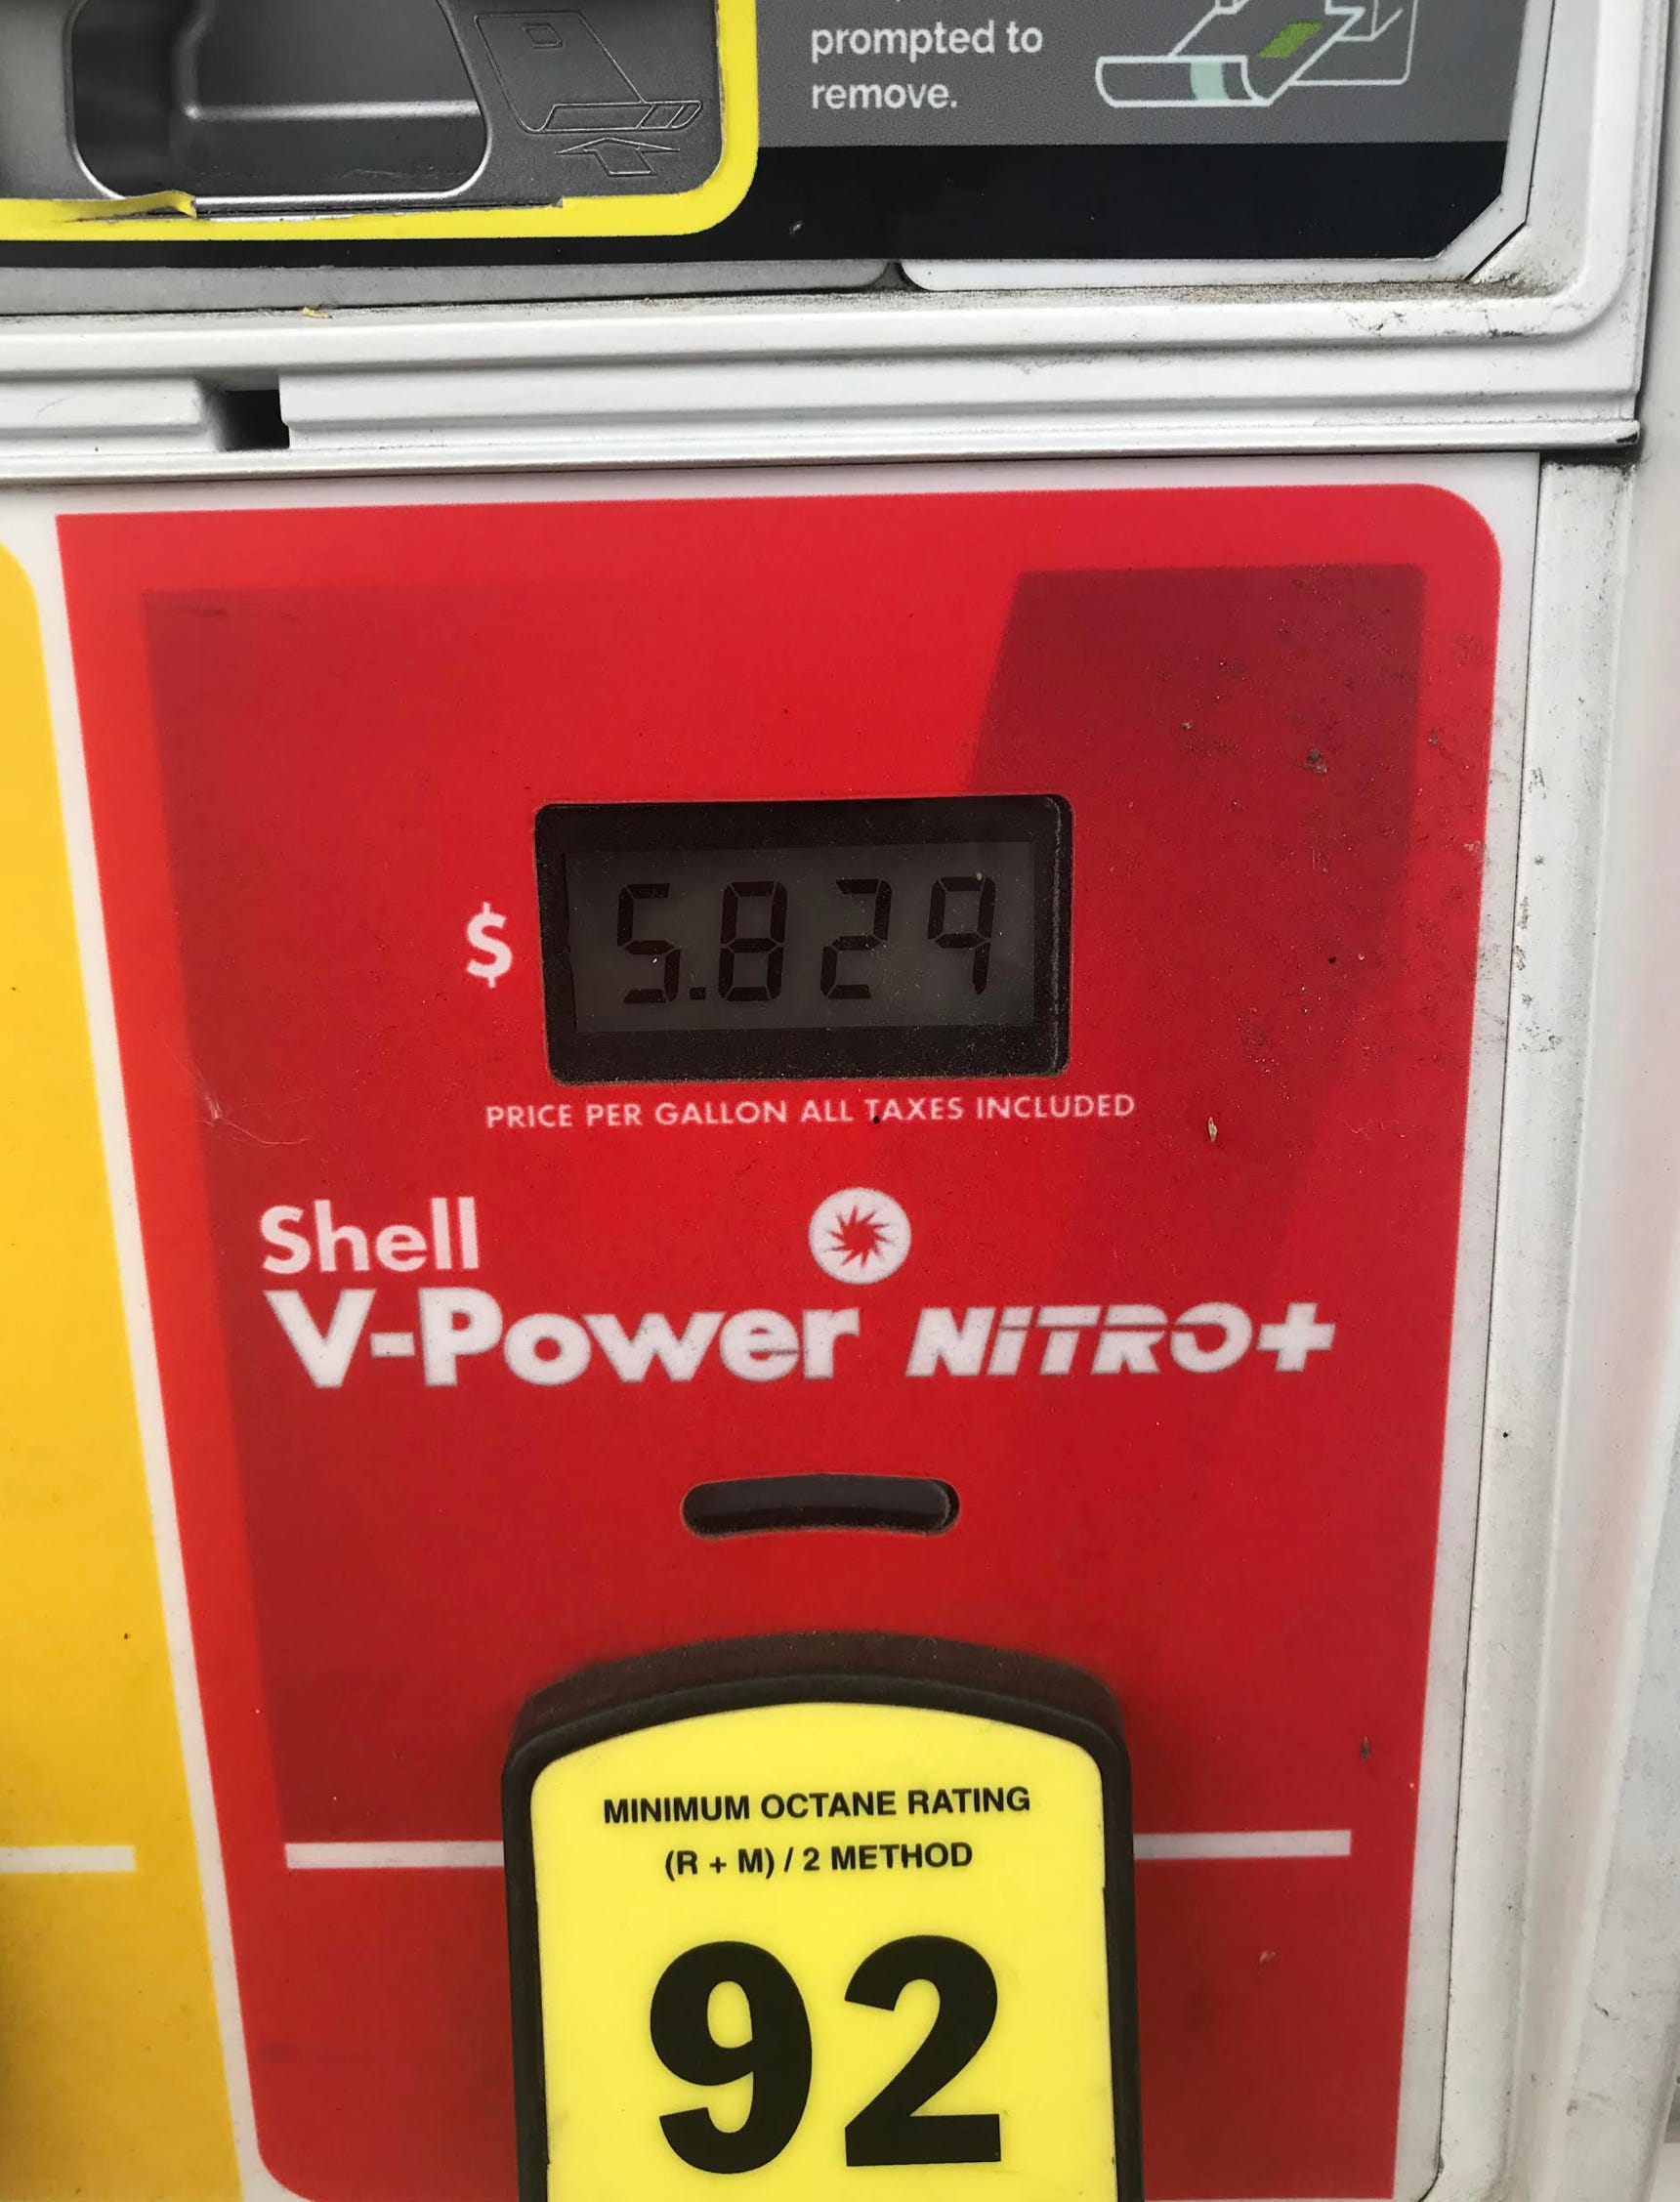 prompted to
remove.
$ 5.829
PRICE PER GALLON ALL TAXES INCLUDED
Shell
V-Power NiTRO+
MINIMUM OCTANE RATING
(R + M) / 2 METHOD
92